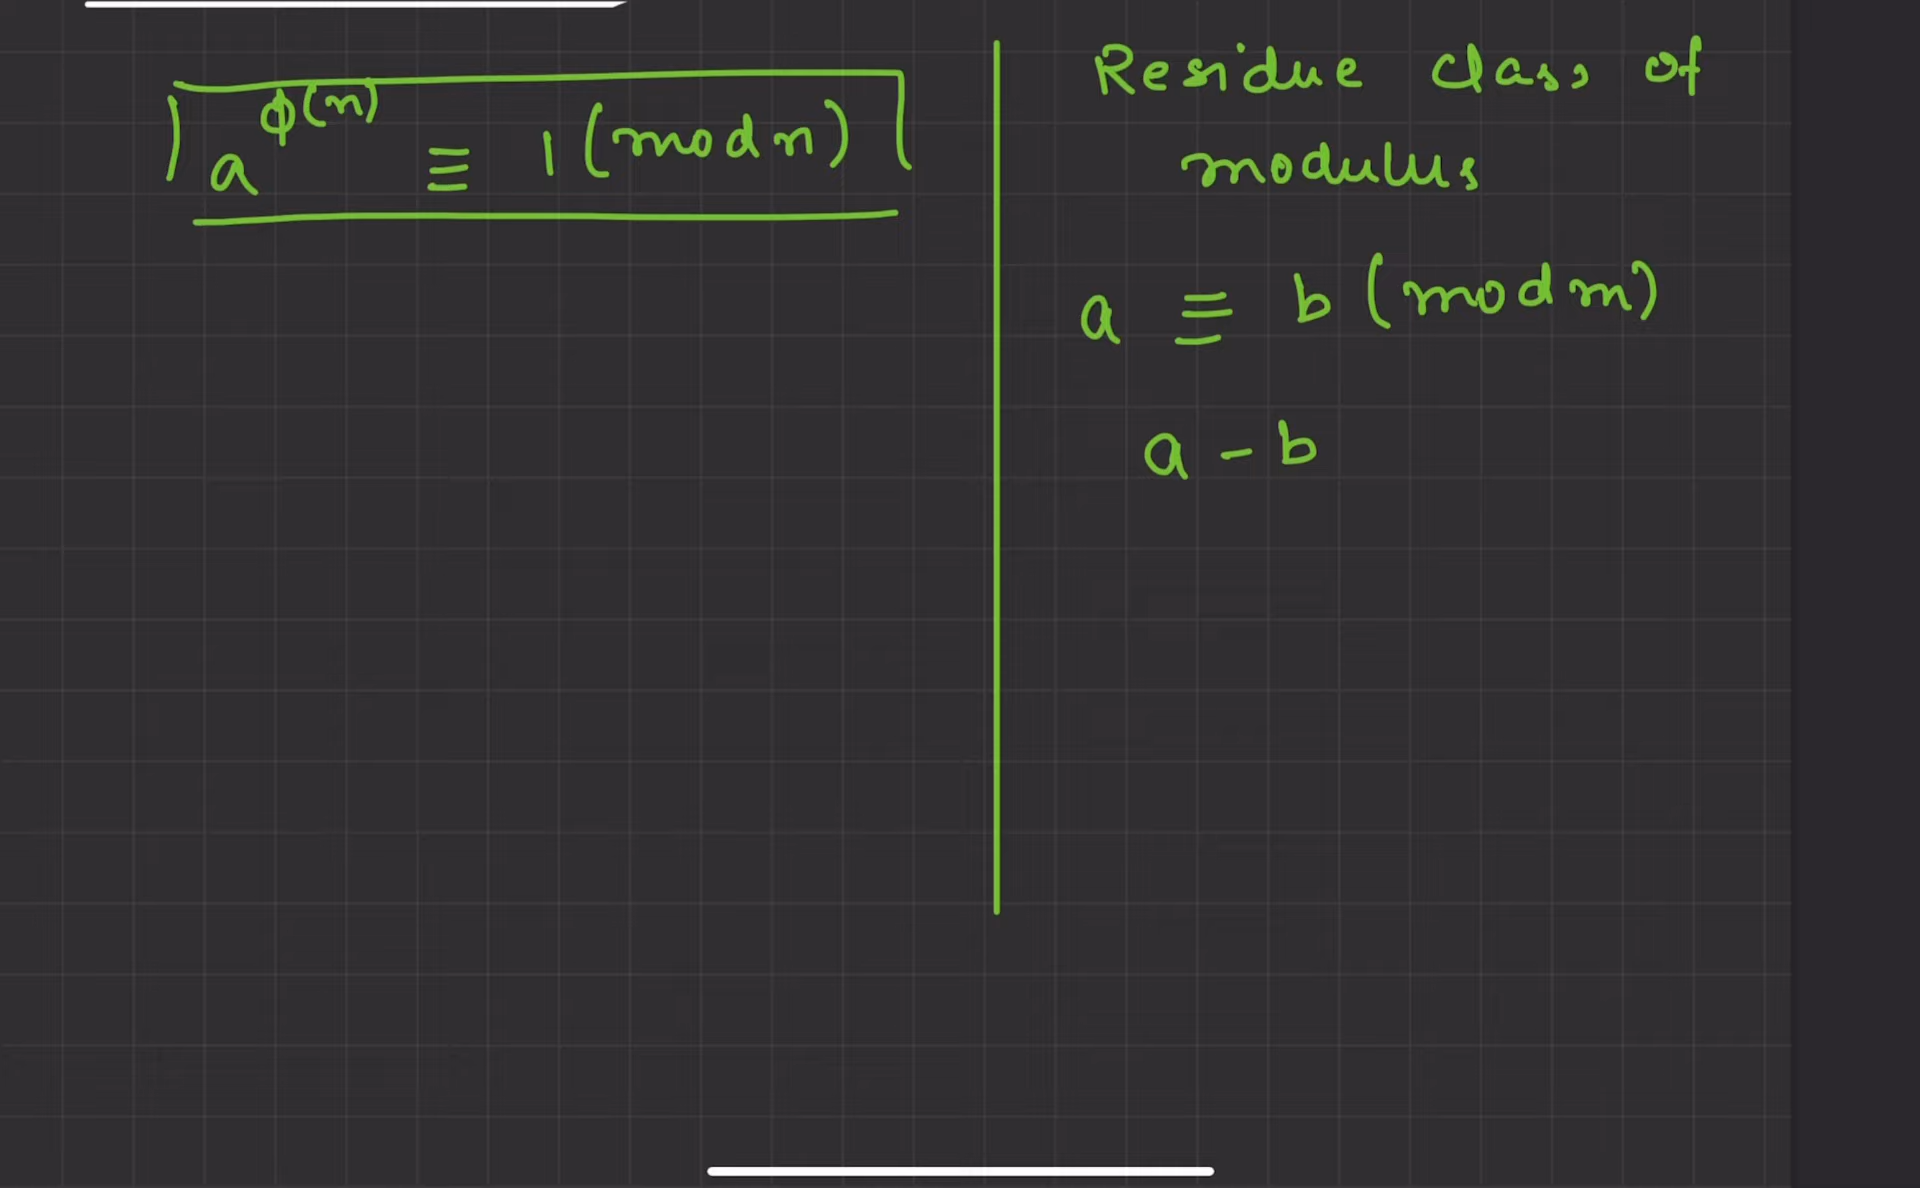 a^ϕ(n) ≡ 1 (mod n)
Residue class of
modulus
a ≡ b (mod m)
a - b